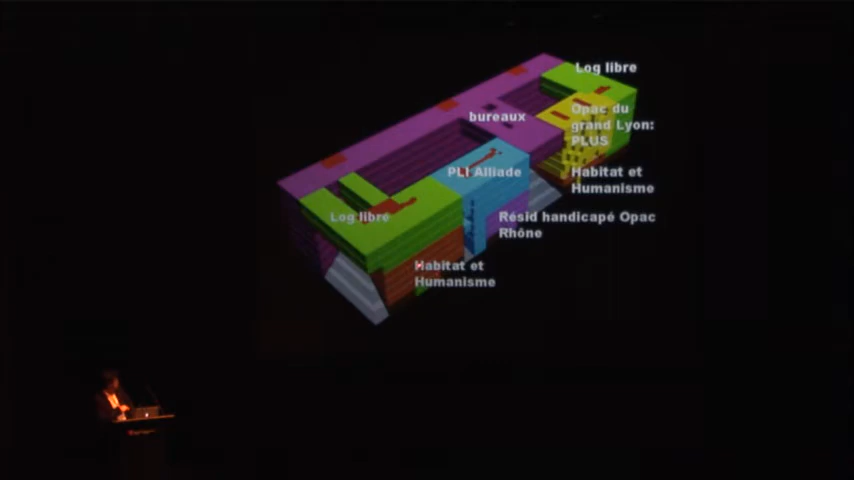 Log libre
Opac du
grand Lyon:
PLUS
bureaux
PLI Alliade
Habitat et
Humanisme
Log libre
Résid handicapé Opac
Rhône
Habitat et
Humanisme